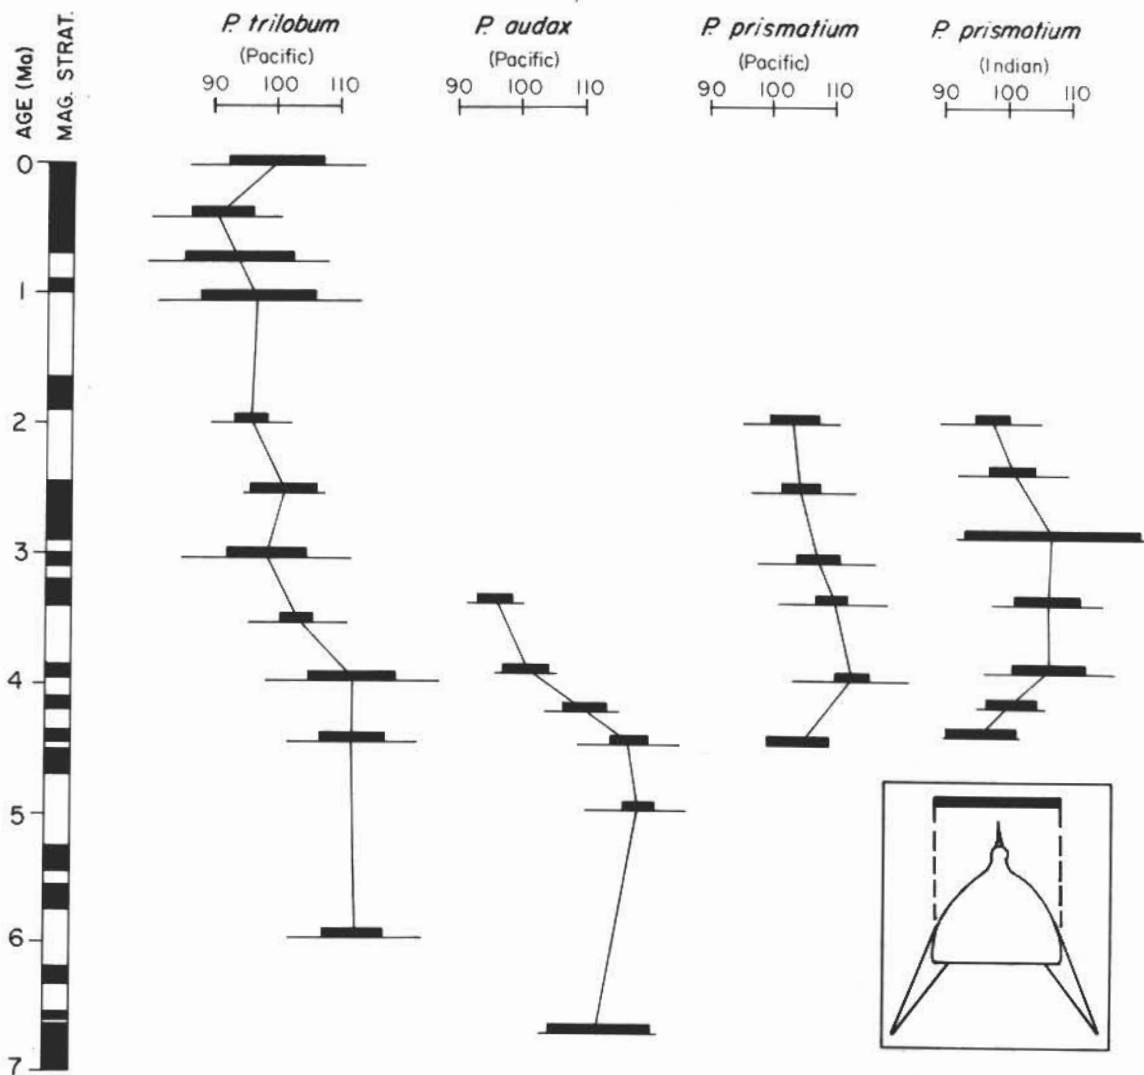 P. trilobum
P. audax
P. prismatium
P. prismatium
(Pacific)
(Pacific)
(Pacific)
(Indian)
90 100 110
90 100 110
90 100 110
90 100 110
AGE (Ma)
MAG. STRAT.
0
1
2
3
4
5
6
7